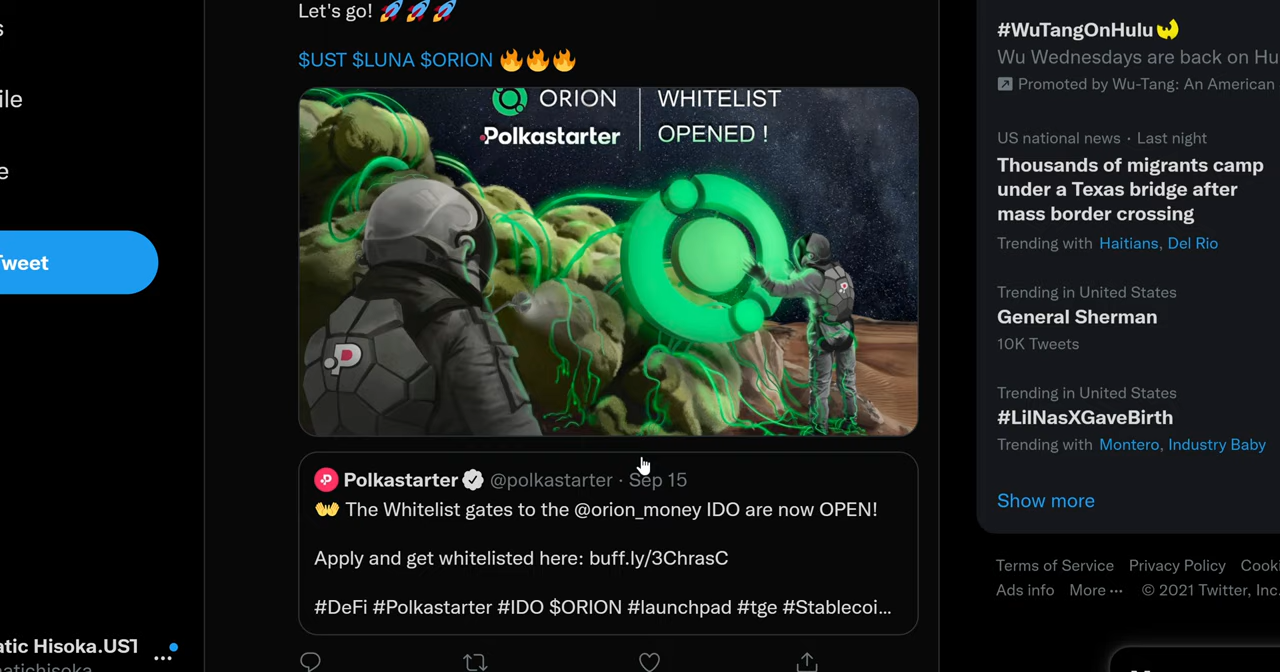 Let's go! 🚀🚀🚀
$UST $LUNA $ORION 🔥🔥🔥
ORION
Polkastarter
WHITELIST
OPENED !
Polkastarter @polkastarter · Sep 15
👐 The Whitelist gates to the @orion_money IDO are now OPEN!
Apply and get whitelisted here: buff.ly/3ChrasC
#DeFi #Polkastarter #IDO $ORION #launchpad #tge #Stablecoi...
ile
e
Tweet
atic Hisoka.UST
atichisoka
#WuTangOnHulu
Wu Wednesdays are back on Hu
Promoted by Wu-Tang: An American
US national news · Last night
Thousands of migrants camp
under a Texas bridge after
mass border crossing
Trending with Haitians, Del Rio
Trending in United States
General Sherman
10K Tweets
Trending in United States
#LilNasXGaveBirth
Trending with Montero, Industry Baby
Show more
Terms of Service Privacy Policy Cooki
Ads info More ··· © 2021 Twitter, Inc.